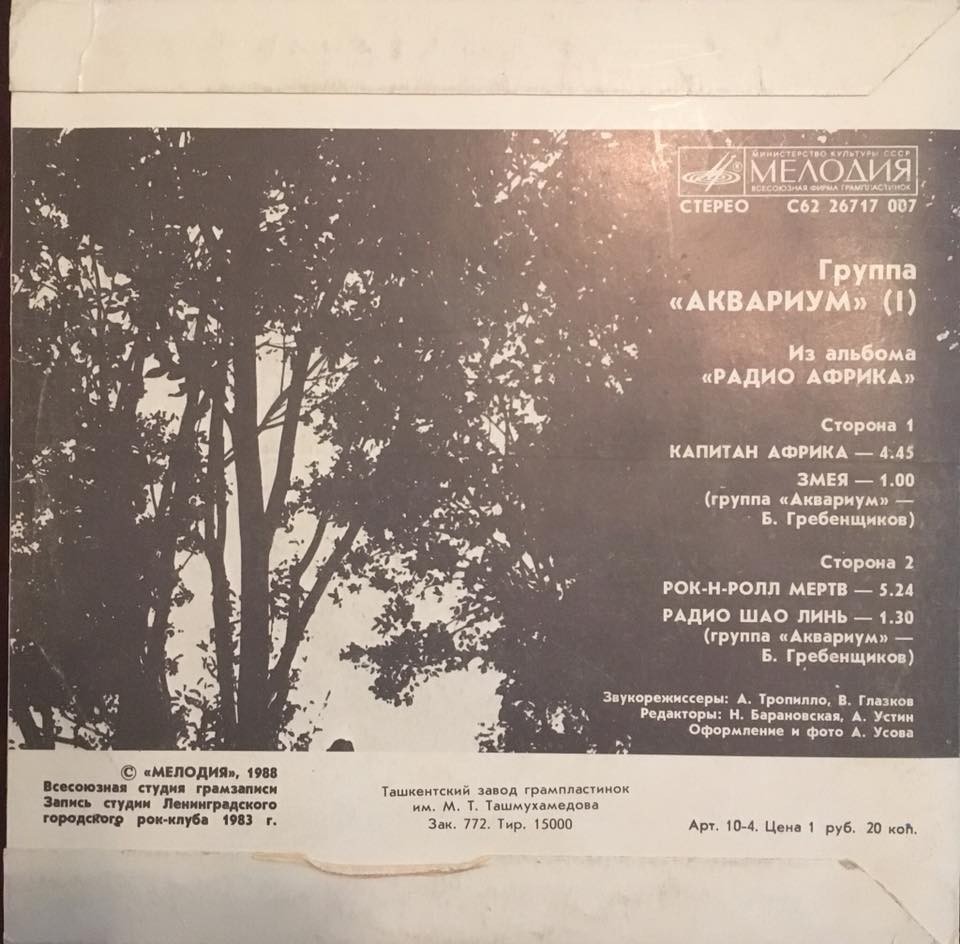 МИНИСТЕРСТВО КУЛЬТУРЫ СССР
МЕЛОДИЯ
ВСЕСОЮЗНАЯ ФИРМА ГРАМПЛАСТИНОК
СТЕРЕО С62 26717 007
Группа
«АКВАРИУМ» (I)
Из альбома
«РАДИО АФРИКА»
Сторона 1
КАПИТАН АФРИКА — 4.45
ЗМЕЯ — 1.00
(группа «Аквариум» —
Б. Гребенщиков)
Сторона 2
РОК-Н-РОЛЛ МЕРТВ — 5.24
РАДИО ШАО ЛИНЬ — 1.30
(группа «Аквариум» —
Б. Гребенщиков)
Звукорежиссеры: А. Тропилло, В. Глазков
Редакторы: Н. Барановская, А. Устин
Оформление и фото А. Усова
© «МЕЛОДИЯ», 1988
Всесоюзная студия грамзаписи
Запись студии Ленинградского
городского рок-клуба 1983 г.
Ташкентский завод грампластинок
им. М. Т. Ташмухамедова
Зак. 772. Тир. 15000
Арт. 10-4. Цена 1 руб. 20 коп.